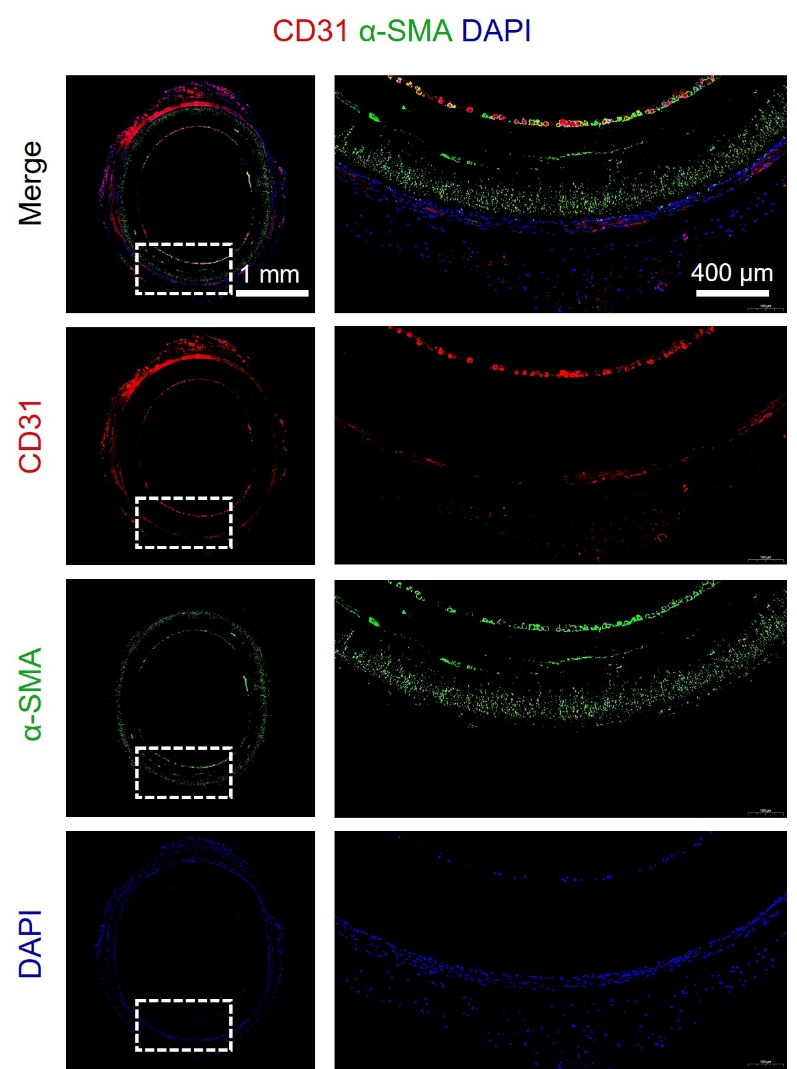 CD31 α-SMA DAPI
Merge
1 mm
400 μm
CD31
α-SMA
DAPI